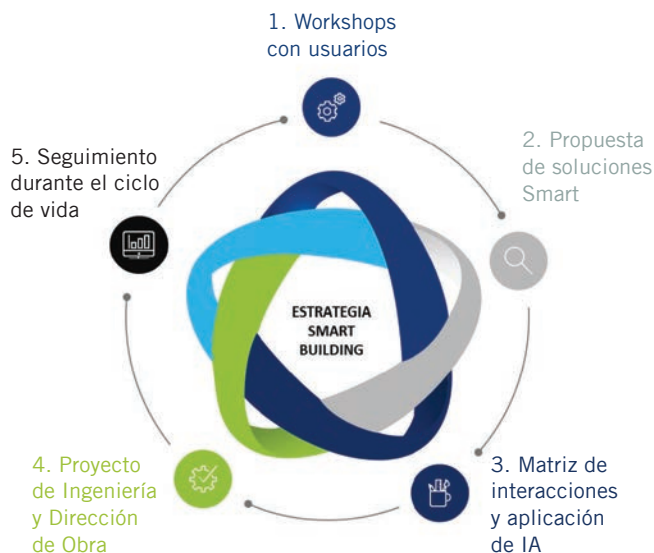 1. Workshops
con usuarios
2. Propuesta
de soluciones
Smart
3. Matriz de
interacciones
y aplicación
de IA
4. Proyecto
de Ingeniería
y Dirección
de Obra
5. Seguimiento
durante el ciclo
de vida
ESTRATEGIA
SMART
BUILDING